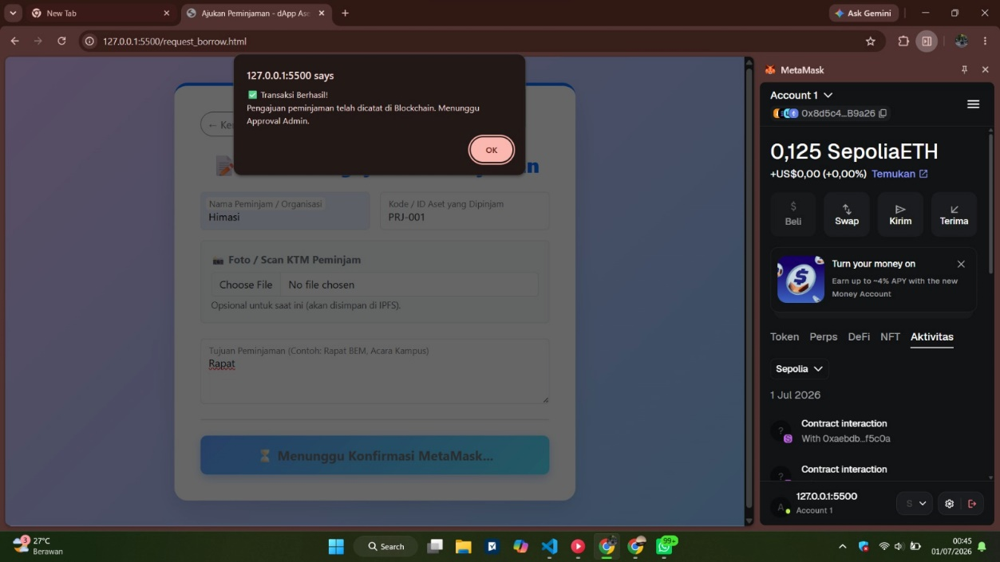 New Tab
Ajukan Peminjaman - dApp Ase
Ask Gemini
127.0.0.1:5500/request_borrow.html
127.0.0.1:5500 says
✅ Transaksi Berhasil!
Pengajuan peminjaman telah dicatat di Blockchain. Menunggu
Approval Admin.
OK
← Ke
Nama Peminjam / Organisasi
Himasi
Kode / ID Aset yang Dipinjam
PRJ-001
Foto / Scan KTM Peminjam
Choose File No file chosen
Opsional untuk saat ini (akan disimpan di IPFS).
Tujuan Peminjaman (Contoh: Rapat BEM, Acara Kampus)
Rapat
⏳ Menunggu Konfirmasi MetaMask...
MetaMask
Account 1
0x8d5c4...B9a26
0,125 SepoliaETH
+US$0,00 (+0,00%) Temukan
Beli
Swap
Kirim
Terima
Turn your money on
Earn up to ~4% APY with the new
Money Account
Token Perps DeFi NFT Aktivitas
Sepolia
1 Jul 2026
? S
Contract interaction
With 0xaebdb...f5c0a
?
Contract interaction
A
127.0.0.1:5500
Account 1
S
3
27°C
Berawan
Search
99+
00:45
01/07/2026